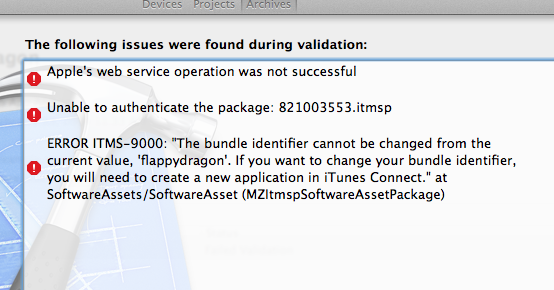 Devices Projects Archives
The following issues were found during validation:
Apple's web service operation was not successful
Unable to authenticate the package: 821003553.itmsp
ERROR ITMS-9000: "The bundle identifier cannot be changed from the
current value, 'flappydragon'. If you want to change your bundle identifier,
you will need to create a new application in iTunes Connect." at
SoftwareAssets/SoftwareAsset (MZItmspSoftwareAssetPackage)